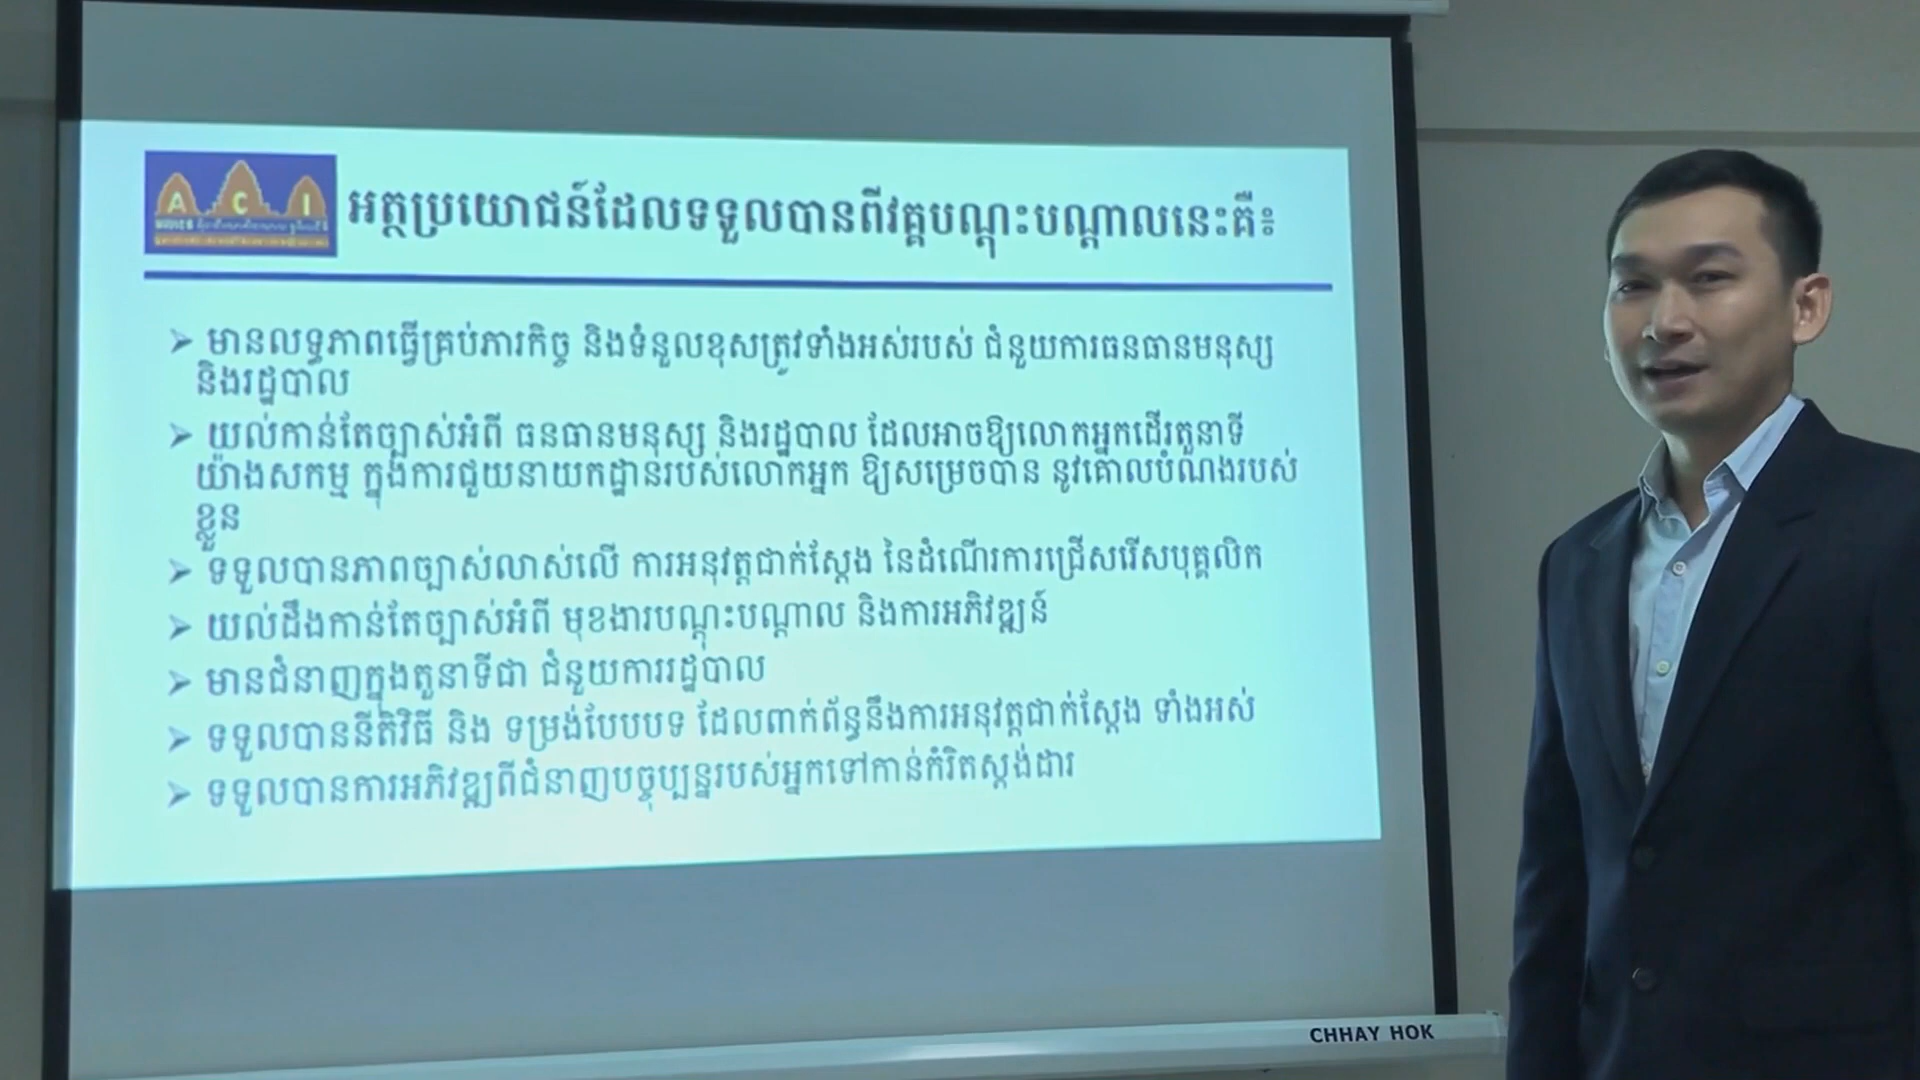 A C I
អត្ថប្រយោជន៍ដែលទទួលបានពីវគ្គបណ្តុះបណ្តាលនេះគឺ៖
➢ មានលទ្ធភាពធ្វើគ្រប់ភារកិច្ច និងទំនួលខុសត្រូវទាំងអស់របស់ ជំនួយការធនធានមនុស្ស
និងរដ្ឋបាល
➢ យល់កាន់តែច្បាស់អំពី ធនធានមនុស្ស និងរដ្ឋបាល ដែលអាចឱ្យលោកអ្នកដើរតួនាទី
យ៉ាងសកម្ម ក្នុងការជួយនាយកដ្ឋានរបស់លោកអ្នក ឱ្យសម្រេចបាន នូវគោលបំណងរបស់
ខ្លួន
➢ ទទួលបានភាពច្បាស់លាស់លើ ការអនុវត្តជាក់ស្តែង នៃដំណើរការជ្រើសរើសបុគ្គលិក
➢ យល់ដឹងកាន់តែច្បាស់អំពី មុខងារបណ្តុះបណ្តាល និងការអភិវឌ្ឍន៍
➢ មានជំនាញក្នុងតួនាទីជា ជំនួយការរដ្ឋបាល
➢ ទទួលបាននីតិវិធី និង ទម្រង់បែបបទ ដែលពាក់ព័ន្ធនឹងការអនុវត្តជាក់ស្តែង ទាំងអស់
➢ ទទួលបានការអភិវឌ្ឍពីជំនាញបច្ចុប្បន្នរបស់អ្នកទៅកាន់កំរិតស្តង់ដារ
CHHAY HOK